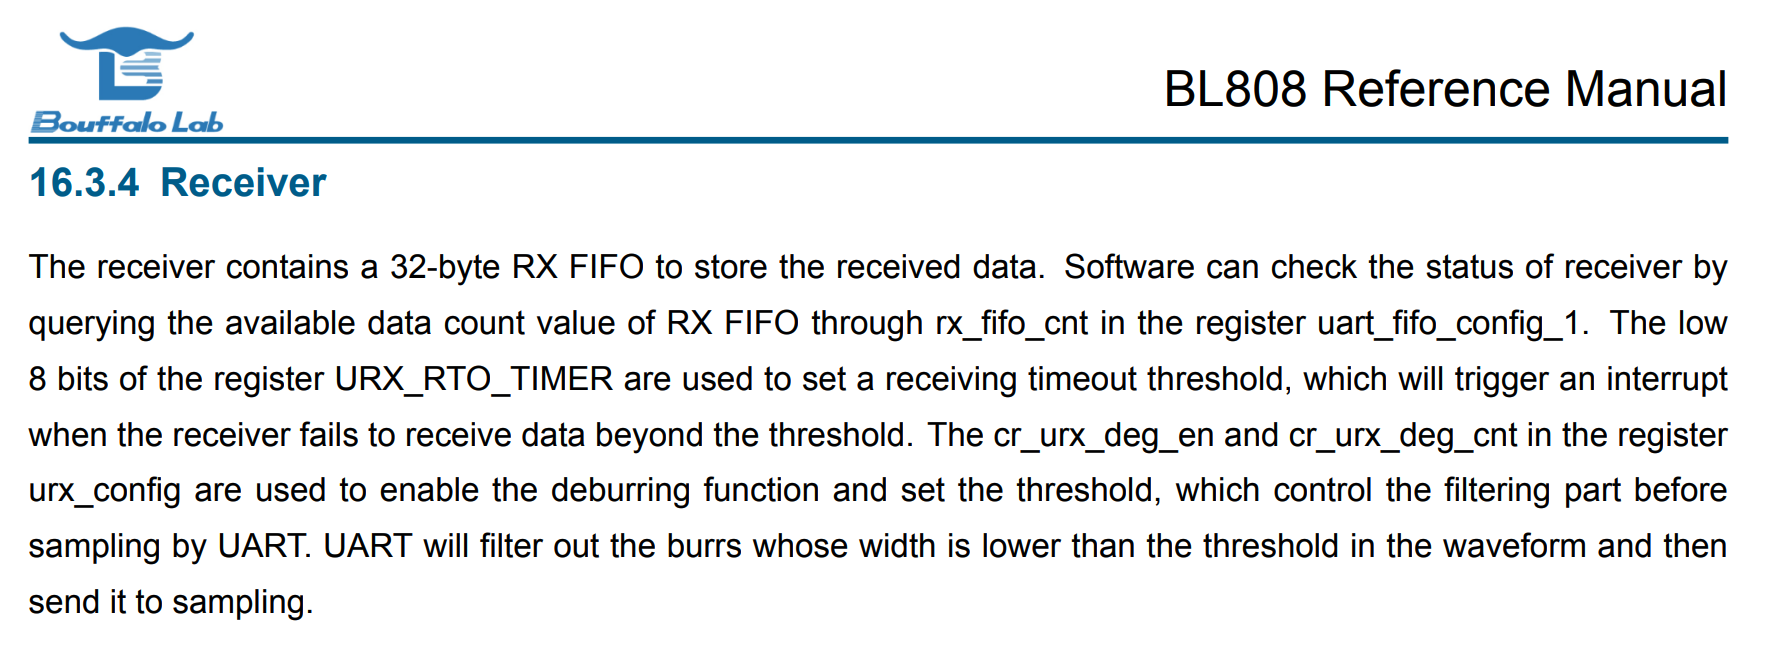 Bouffalo Lab
BL808 Reference Manual
16.3.4 Receiver
The receiver contains a 32-byte RX FIFO to store the received data. Software can check the status of receiver by
querying the available data count value of RX FIFO through rx_fifo_cnt in the register uart_fifo_config_1. The low
8 bits of the register URX_RTO_TIMER are used to set a receiving timeout threshold, which will trigger an interrupt
when the receiver fails to receive data beyond the threshold. The cr_urx_deg_en and cr_urx_deg_cnt in the register
urx_config are used to enable the deburring function and set the threshold, which control the filtering part before
sampling by UART. UART will filter out the burrs whose width is lower than the threshold in the waveform and then
send it to sampling.